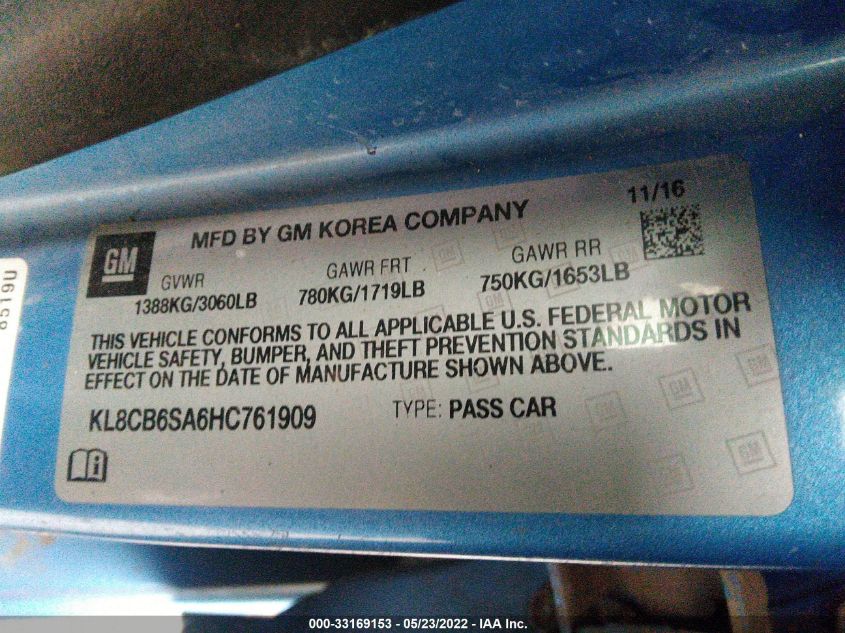 11/16
GM MFD BY GM KOREA COMPANY
GVWR GAWR FRT GAWR RR
1388KG/3060LB 780KG/1719LB 750KG/1653LB
THIS VEHICLE CONFORMS TO ALL APPLICABLE U.S. FEDERAL MOTOR
VEHICLE SAFETY, BUMPER, AND THEFT PREVENTION STANDARDS IN
EFFECT ON THE DATE OF MANUFACTURE SHOWN ABOVE.
KL8CB6SA6HC761909 TYPE: PASS CAR
8519U
000-33169153 - 05/23/2022 - IAA Inc.